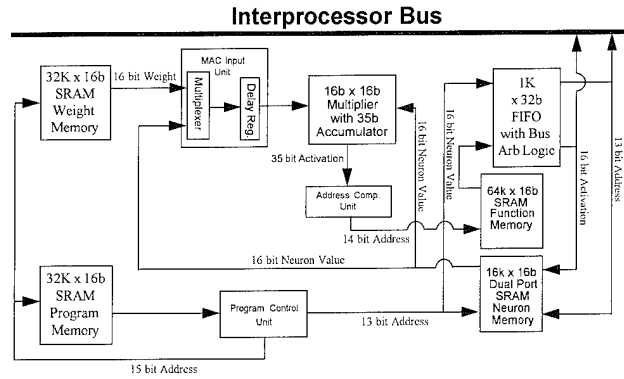 Interprocessor Bus
32K x 16b
SRAM
Weight
Memory
16 bit Weight
MAC Input
Unit
Multiplexer
Delay Reg.
16b x 16b
Multiplier
with 35b
Accumulator
35 bit Activation
Address Comp.
Unit
14 bit Address
16 bit Neuron Value
16 bit Neuron Value
1K
x 32b
FIFO
with Bus
Arb Logic
64k x 16b
SRAM
Function
Memory
16 bit Activation
13 bit Address
16 bit Neuron Value
16k x 16b
Dual Port
SRAM
Neuron
Memory
32K x 16b
SRAM
Program
Memory
Program Control
Unit
13 bit Address
15 bit Address